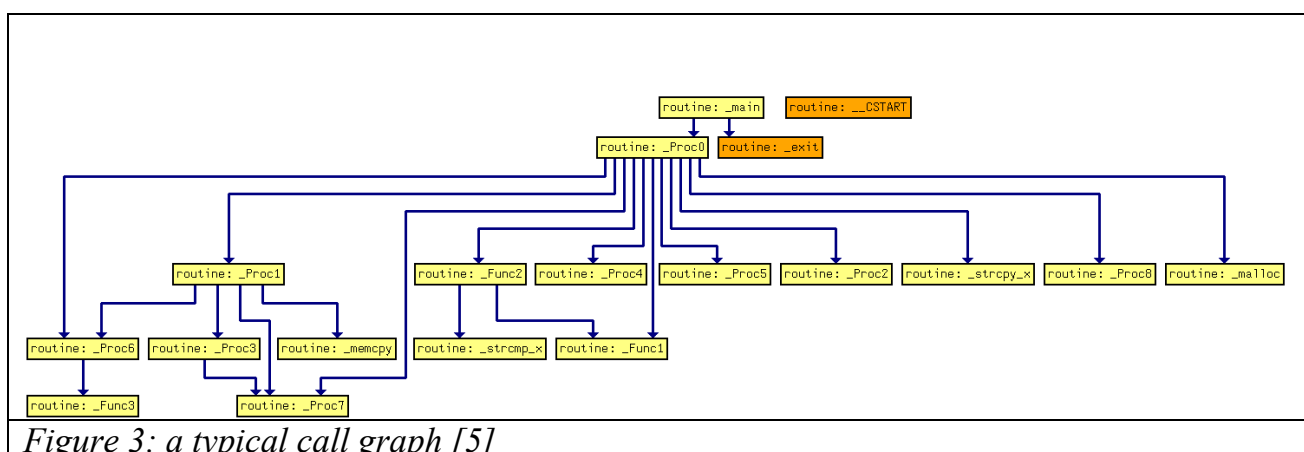 routine: _main
routine: __CSTART
routine: _Proc0
routine: _exit
routine: _Proc1
routine: _Func2
routine: _Proc4
routine: _Proc5
routine: _Proc2
routine: _strcpy_x
routine: _Proc8
routine: _malloc
routine: _Proc6
routine: _Proc3
routine: _memcpy
routine: _strcmp_x
routine: _Func1
routine: _Func3
routine: _Proc7
Figure 3: a typical call graph [5]